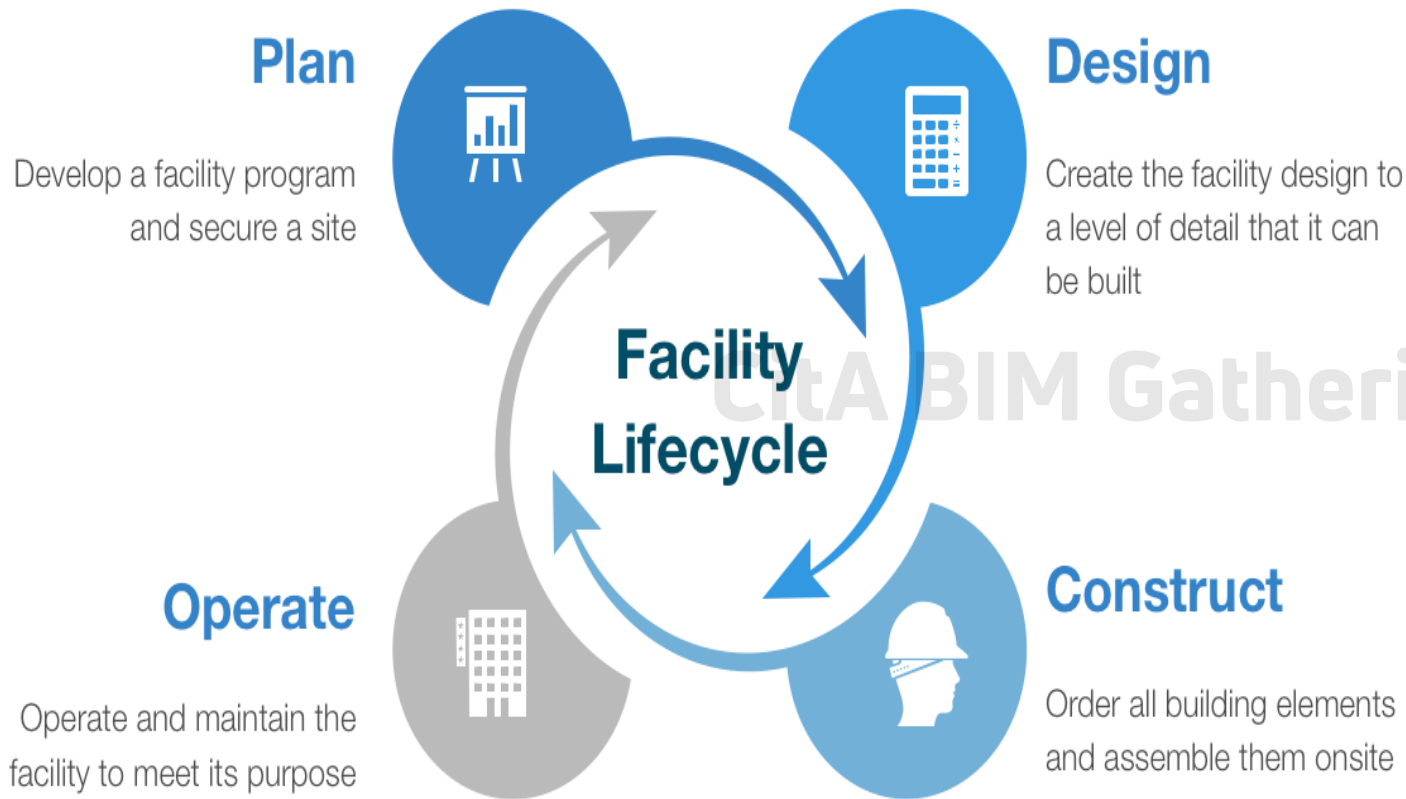 Plan
Develop a facility program
and secure a site
Design
Create the facility design to
a level of detail that it can
be built
Facility
Lifecycle
CitA BIM Gatheri
Operate
Operate and maintain the
facility to meet its purpose
Construct
Order all building elements
and assemble them onsite